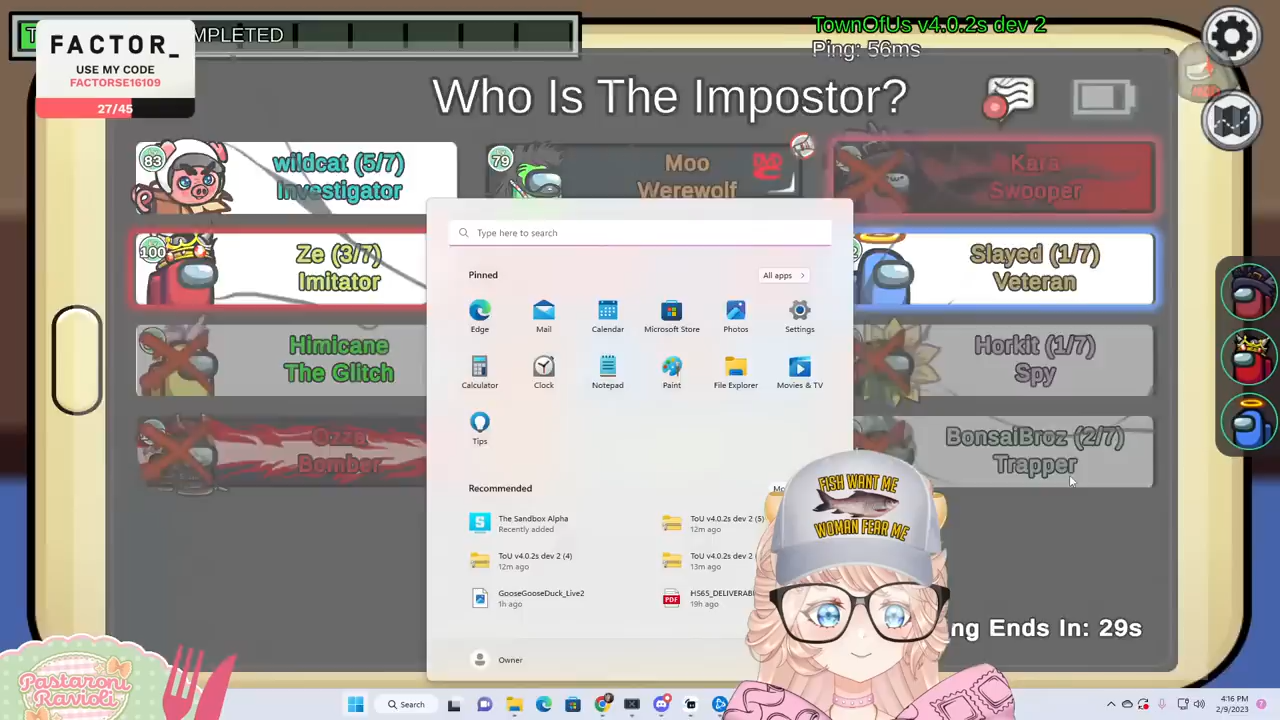 COMPLETED
FACTOR_
USE MY CODE
FACTORSE16109
27/45
TownOfUs v4.0.2s dev 2
Ping: 56ms
Who Is The Impostor?
83
wildcat (5/7)
Investigator
79
Moo
Werewolf
DVD
Kara
Swooper
100
Ze (3/7)
Imitator
Slayed (1/7)
Veteran
Himicane
The Glitch
Horkit (1/7)
Spy
Ozza
Bomber
BonsaiBroz (2/7)
Trapper
Type here to search
Pinned
All apps >
Edge
Mail
Calendar
Microsoft Store
Photos
Settings
Calculator
Clock
Notepad
Paint
File Explorer
Movies & TV
Tips
Recommended
Mo
The Sandbox Alpha
Recently added
ToU v4.0.2s dev 2 (5)
12m ago
ToU v4.0.2s dev 2 (4)
12m ago
ToU v4.0.2s dev 2
13m ago
GooseGooseDuck_Live2
1h ago
PDF
H565_DELIVERABL
19h ago
Owner
FISH WANT ME
WOMAN FEAR ME
ng Ends In: 29s
Pastaroni
Ravioli
Search
4:16 PM
2/9/2023